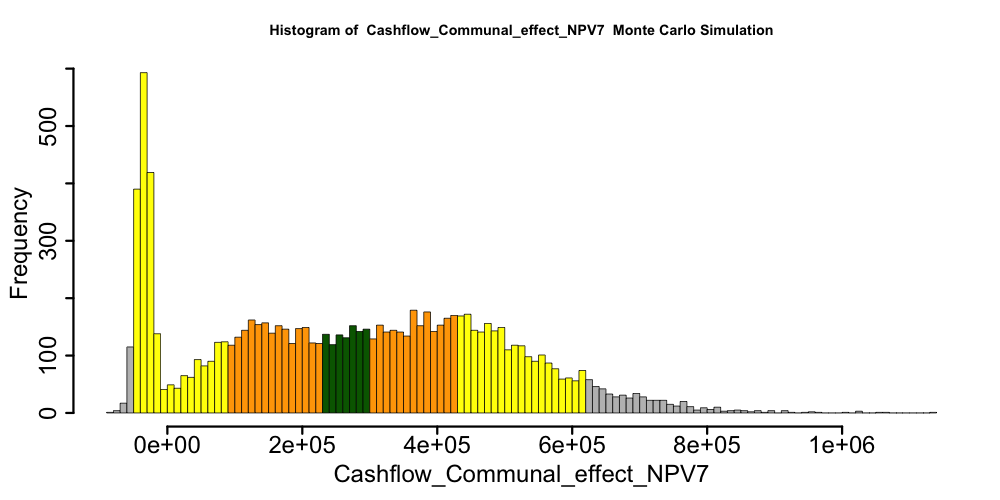 Histogram of  Cashflow_Communal_effect_NPV7  Monte Carlo Simulation
Frequency
500
300
100
0
0e+00 2e+05 4e+05 6e+05 8e+05 1e+06
Cashflow_Communal_effect_NPV7